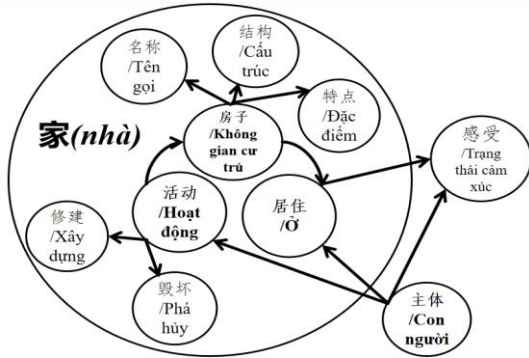 名称
/Tên
gọi
结构
/Cấu
trúc
特点
/Đặc
điểm
家(nhà)
房子
/Không
gian cư
trú
感受
/Trạng
thái cảm
xúc
活动
/Hoạt
động
居住
/Ở
修建
/Xây
dựng
毁坏
/Phá
hủy
主体
/Con
người